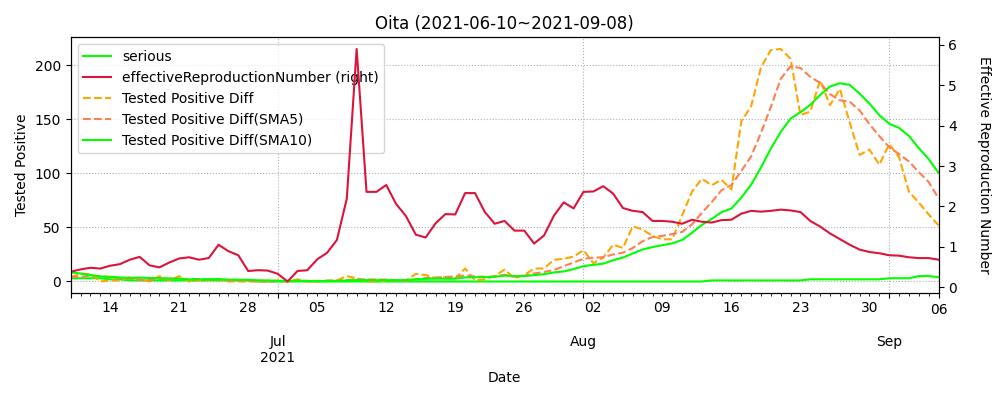 Oita (2021-06-10~2021-09-08)
serious
effectiveReproductionNumber (right)
Tested Positive Diff
Tested Positive Diff(SMA5)
Tested Positive Diff(SMA10)
Tested Positive
200
150
100
50
0
Effective Reproduction Number
6
5
4
3
2
1
0
14 21 28 05 12 19 26 02 09 16 23 30 06
Jul Aug Sep
2021
Date